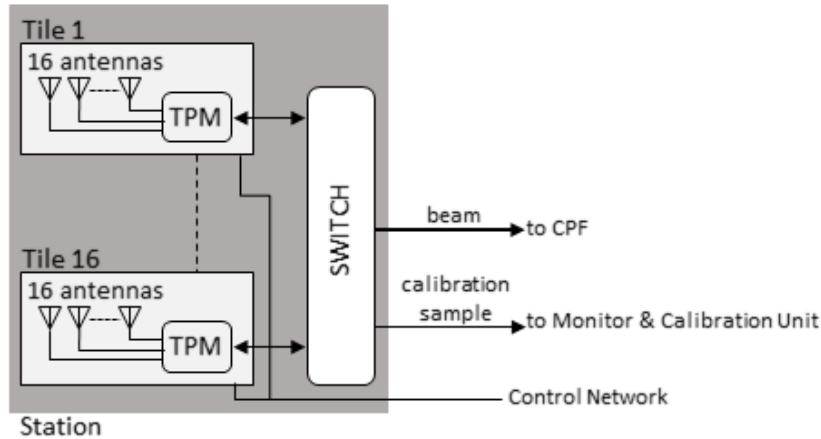 Tile 1
16 antennas
TPM
SWITCH
beam
to CPF
Tile 16
16 antennas
TPM
calibration
sample
to Monitor & Calibration Unit
Control Network
Station